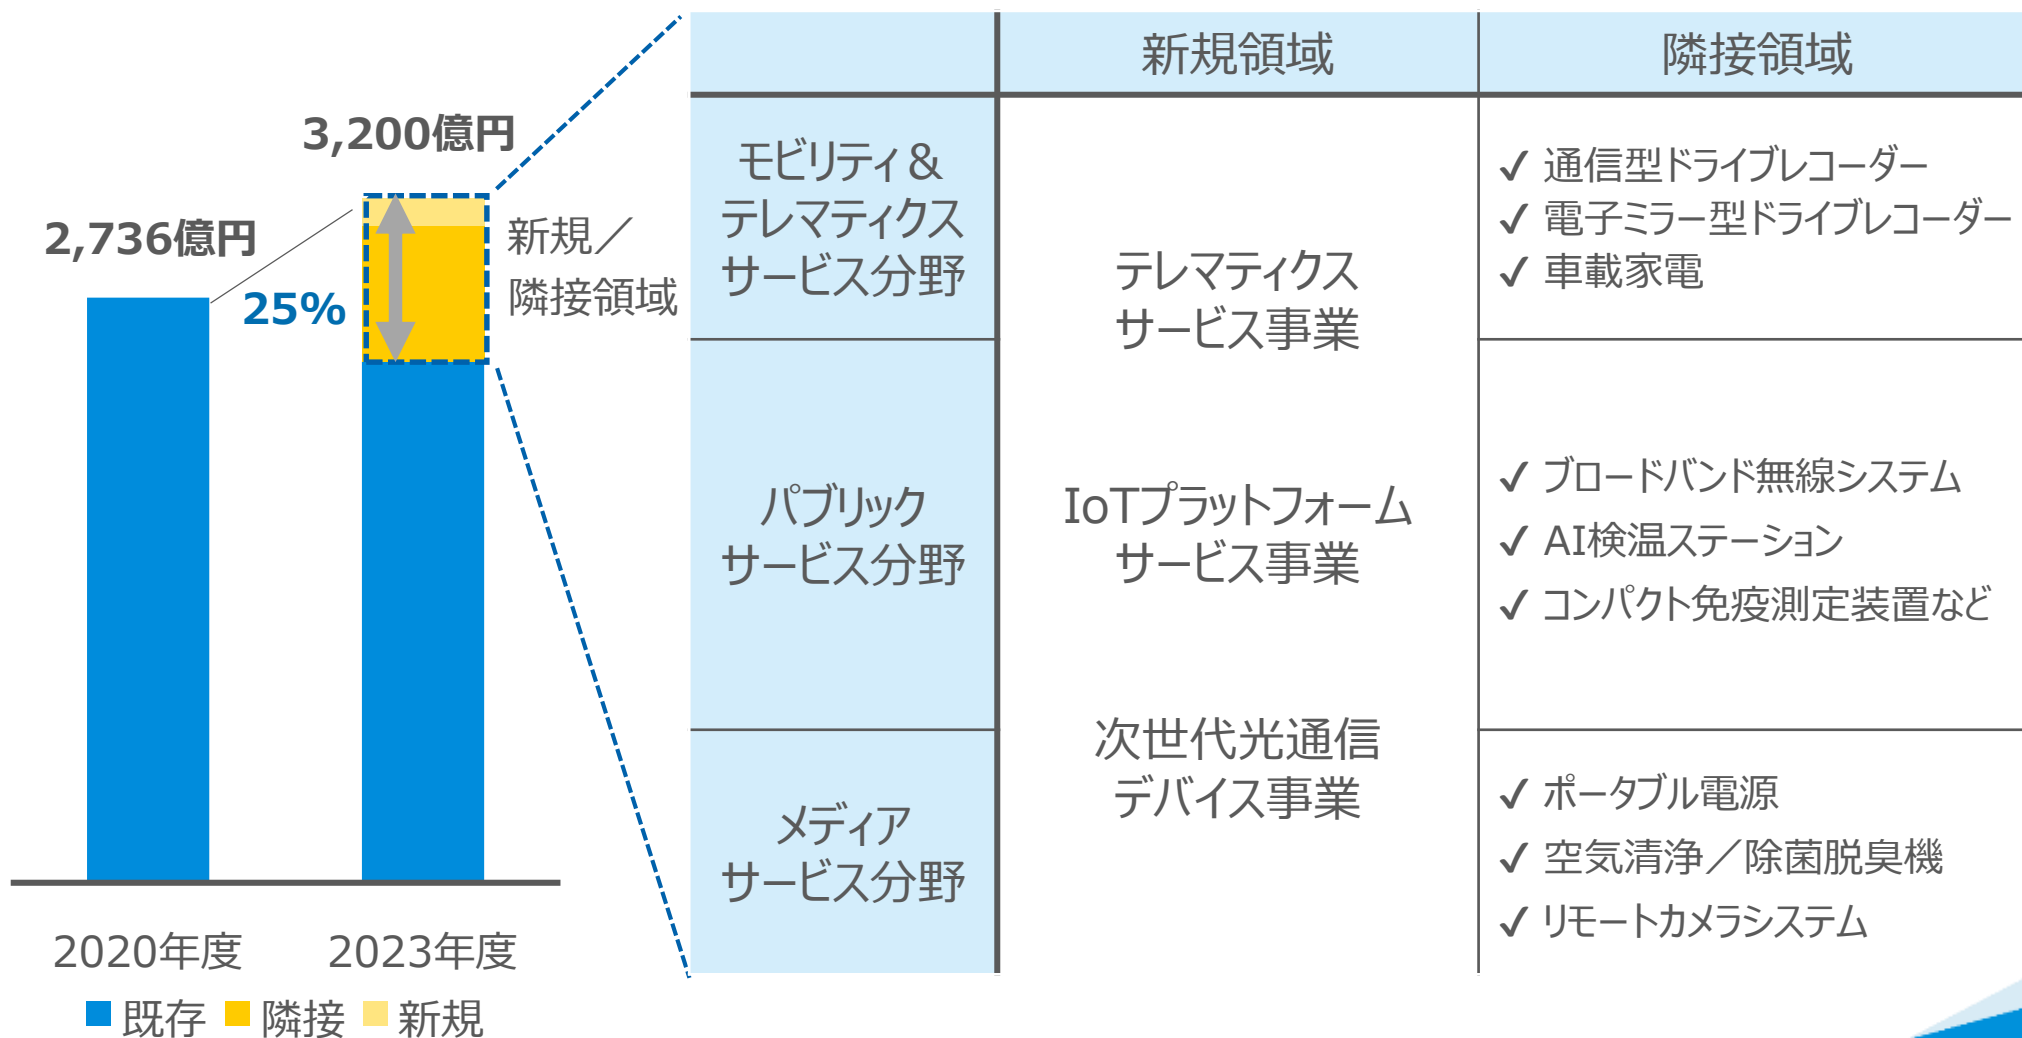 3,200億円
2,736億円
25%
新規／
隣接領域
2020年度
2023年度
既存
隣接
新規
新規領域
隣接領域
モビリティ＆
テレマティクス
サービス分野
パブリック
サービス分野
メディア
サービス分野
テレマティクス
サービス事業
IoTプラットフォーム
サービス事業
次世代光通信
デバイス事業
✓ 通信型ドライブレコーダー
✓ 電子ミラー型ドライブレコーダー
✓ 車載家電
✓ ブロードバンド無線システム
✓ AI検温ステーション
✓ コンパクト免疫測定装置など
✓ ポータブル電源
✓ 空気清浄／除菌脱臭機
✓ リモートカメラシステム